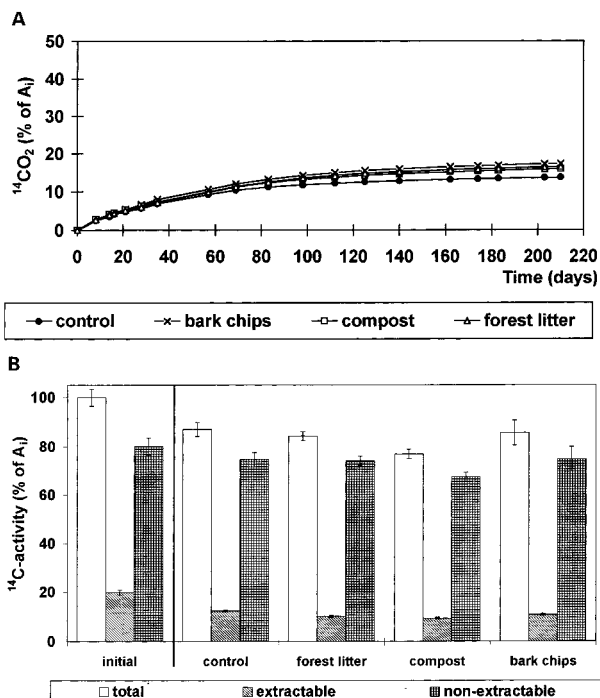 A
50
40
30
20
10
0
¹⁴CO₂ (% of Aᵢ)
0 20 40 60 80 100 120 140 160 180 200 220
Time (days)
control bark chips compost forest litter
B
100
80
60
40
20
0
¹⁴C-activity (% of Aᵢ)
initial control forest litter compost bark chips
total extractable non-extractable